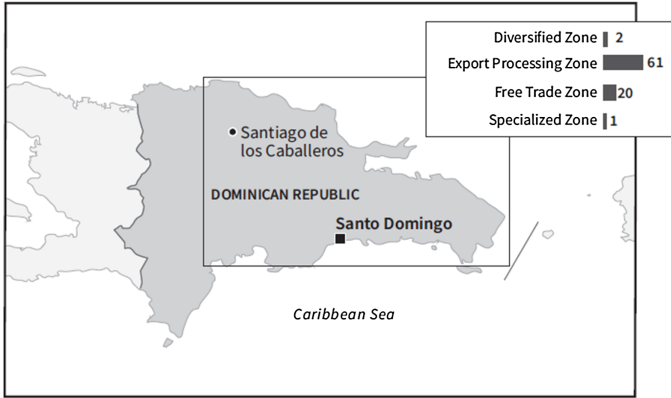 Diversified Zone 2
Export Processing Zone 61
Free Trade Zone 20
Specialized Zone 1
Santiago de
los Caballeros
DOMINICAN REPUBLIC
Santo Domingo
Caribbean Sea